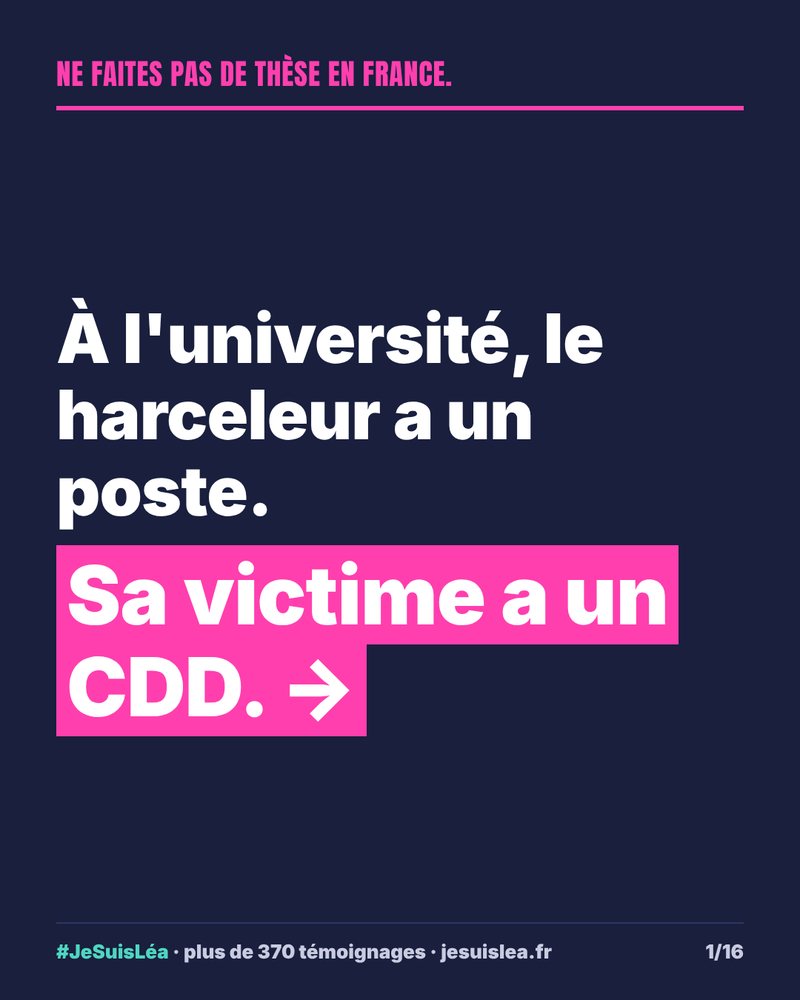 NE FAITES PAS DE THÈSE EN FRANCE.
À l'université, le
harceleur a un
poste.
Sa victime a un
CDD. →
#JeSuisLéa · plus de 370 témoignages · jesuislea.fr
1/16